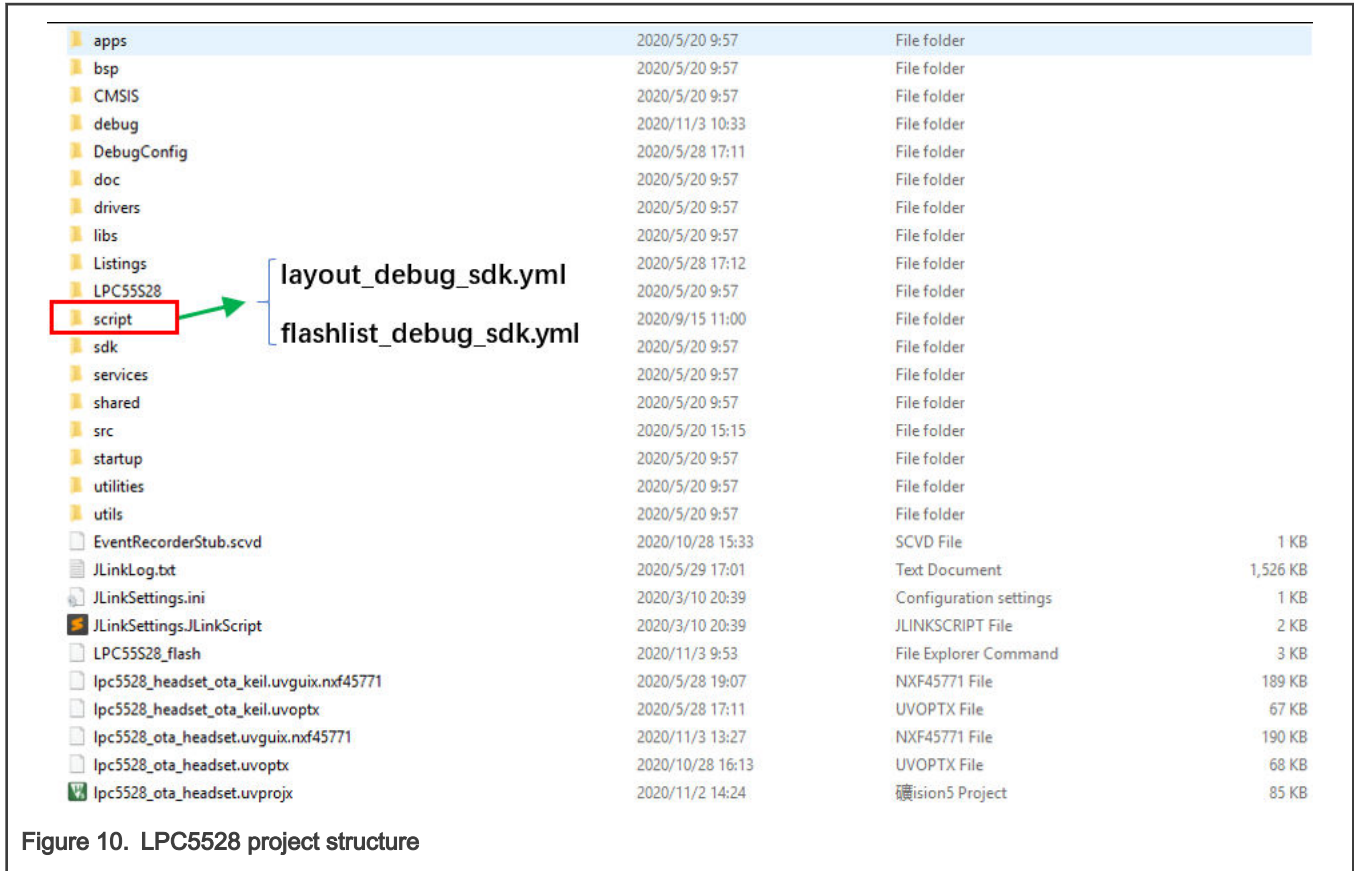 apps 2020/5/20 9:57 File folder
bsp 2020/5/20 9:57 File folder
CMSIS 2020/5/20 9:57 File folder
debug 2020/11/3 10:33 File folder
DebugConfig 2020/5/28 17:11 File folder
doc 2020/5/20 9:57 File folder
drivers 2020/5/20 9:57 File folder
libs 2020/5/20 9:57 File folder
Listings 2020/5/28 17:12 File folder
layout_debug_sdk.yml
LPC55S28 2020/5/20 9:57 File folder
script 2020/9/15 11:00 File folder
flashlist_debug_sdk.yml
sdk 2020/5/20 9:57 File folder
services 2020/5/20 9:57 File folder
shared 2020/5/20 9:57 File folder
src 2020/5/20 15:15 File folder
startup 2020/5/20 9:57 File folder
utilities 2020/5/20 9:57 File folder
utils 2020/5/20 9:57 File folder
EventRecorderStub.scvd 2020/10/28 15:33 SCVD File 1 KB
JLinkLog.txt 2020/5/29 17:01 Text Document 1,526 KB
JLinkSettings.ini 2020/3/10 20:39 Configuration settings 1 KB
JLinkSettings.JLinkScript 2020/3/10 20:39 JLINKSCRIPT File 2 KB
LPC55S28_flash 2020/11/3 9:53 File Explorer Command 3 KB
lpc5528_headset_ota_keil.uvguix.nxf45771 2020/5/28 19:07 NXF45771 File 189 KB
lpc5528_headset_ota_keil.uvoptx 2020/5/28 17:11 UVOPTX File 67 KB
lpc5528_ota_headset.uvguix.nxf45771 2020/11/3 13:27 NXF45771 File 190 KB
lpc5528_ota_headset.uvoptx 2020/10/28 16:13 UVOPTX File 68 KB
lpc5528_ota_headset.uvprojx 2020/11/2 14:24 礦ision5 Project 85 KB
Figure 10. LPC5528 project structure